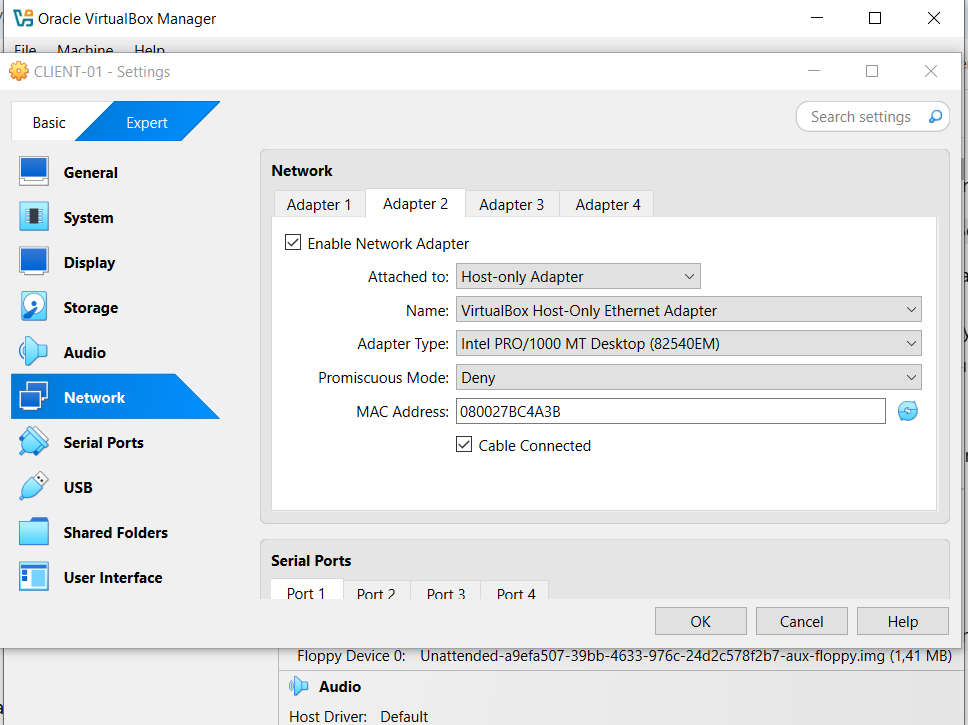 Oracle VirtualBox Manager
File Machine Help
CLIENT-01 - Settings
Basic Expert
Search settings
General
System
Display
Storage
Audio
Network
Serial Ports
USB
Shared Folders
User Interface
Network
Adapter 1 Adapter 2 Adapter 3 Adapter 4
Enable Network Adapter
Attached to: Host-only Adapter
Name: VirtualBox Host-Only Ethernet Adapter
Adapter Type: Intel PRO/1000 MT Desktop (82540EM)
Promiscuous Mode: Deny
MAC Address: 080027BC4A3B
Cable Connected
Serial Ports
Port 1 Port 2 Port 3 Port 4
OK Cancel Help
Floppy Device 0: Unattended-a9efa507-39bb-4633-976c-24d2c578f2b7-aux-floppy.img (1,41 MB)
Audio
Host Driver: Default